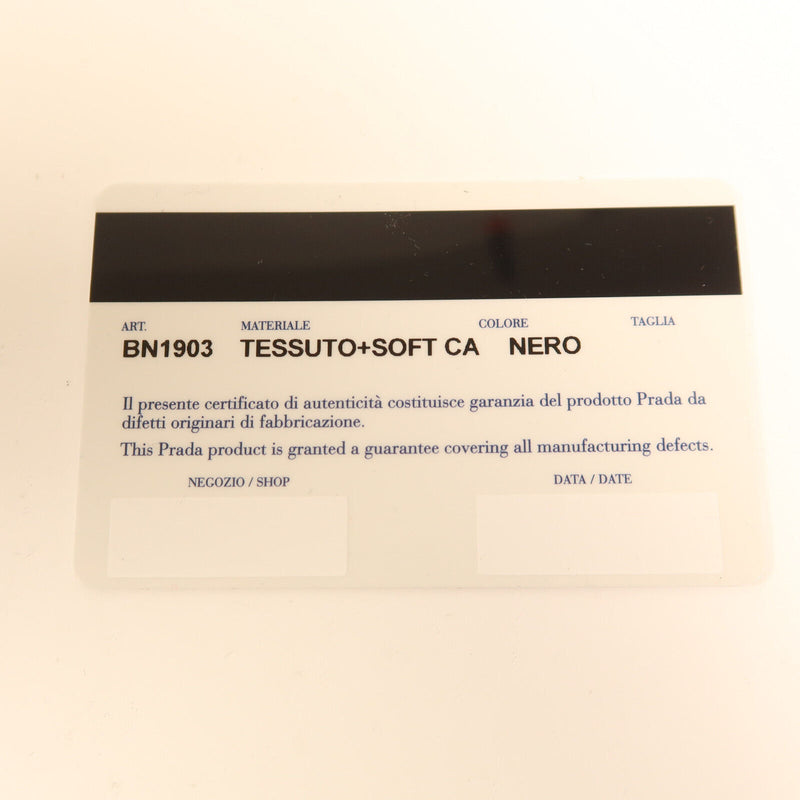 ART. MATERIALE COLORE TAGLIA
BN1903 TESSUTO+SOFT CA NERO
Il presente certificato di autenticità costituisce garanzia del prodotto Prada da
difetti originari di fabbricazione.
This Prada product is granted a guarantee covering all manufacturing defects.
NEGOZIO / SHOP DATA / DATE